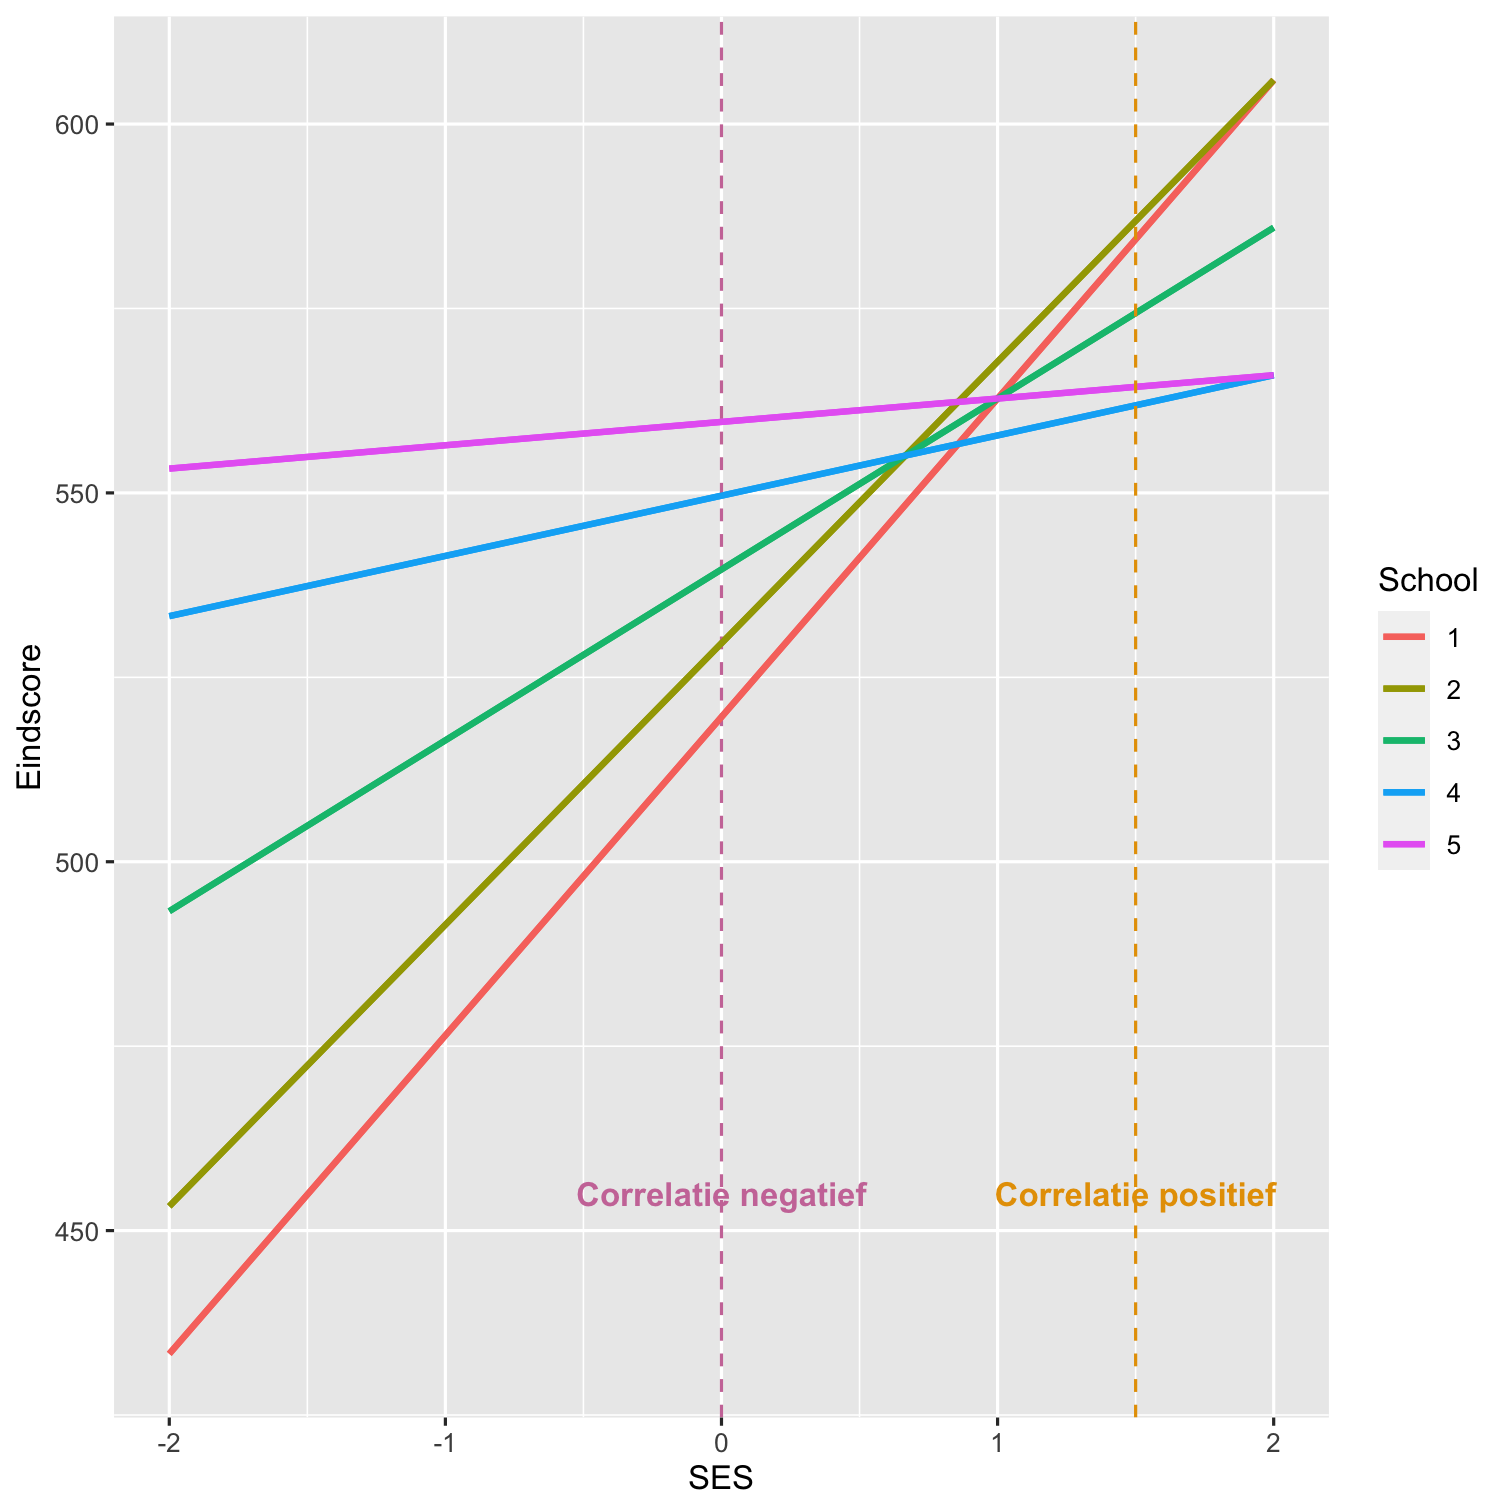 600
550
500
450
Eindscore
Correlatie negatief
Correlatie positief
-2
-1
0
1
2
SES
School
1
2
3
4
5